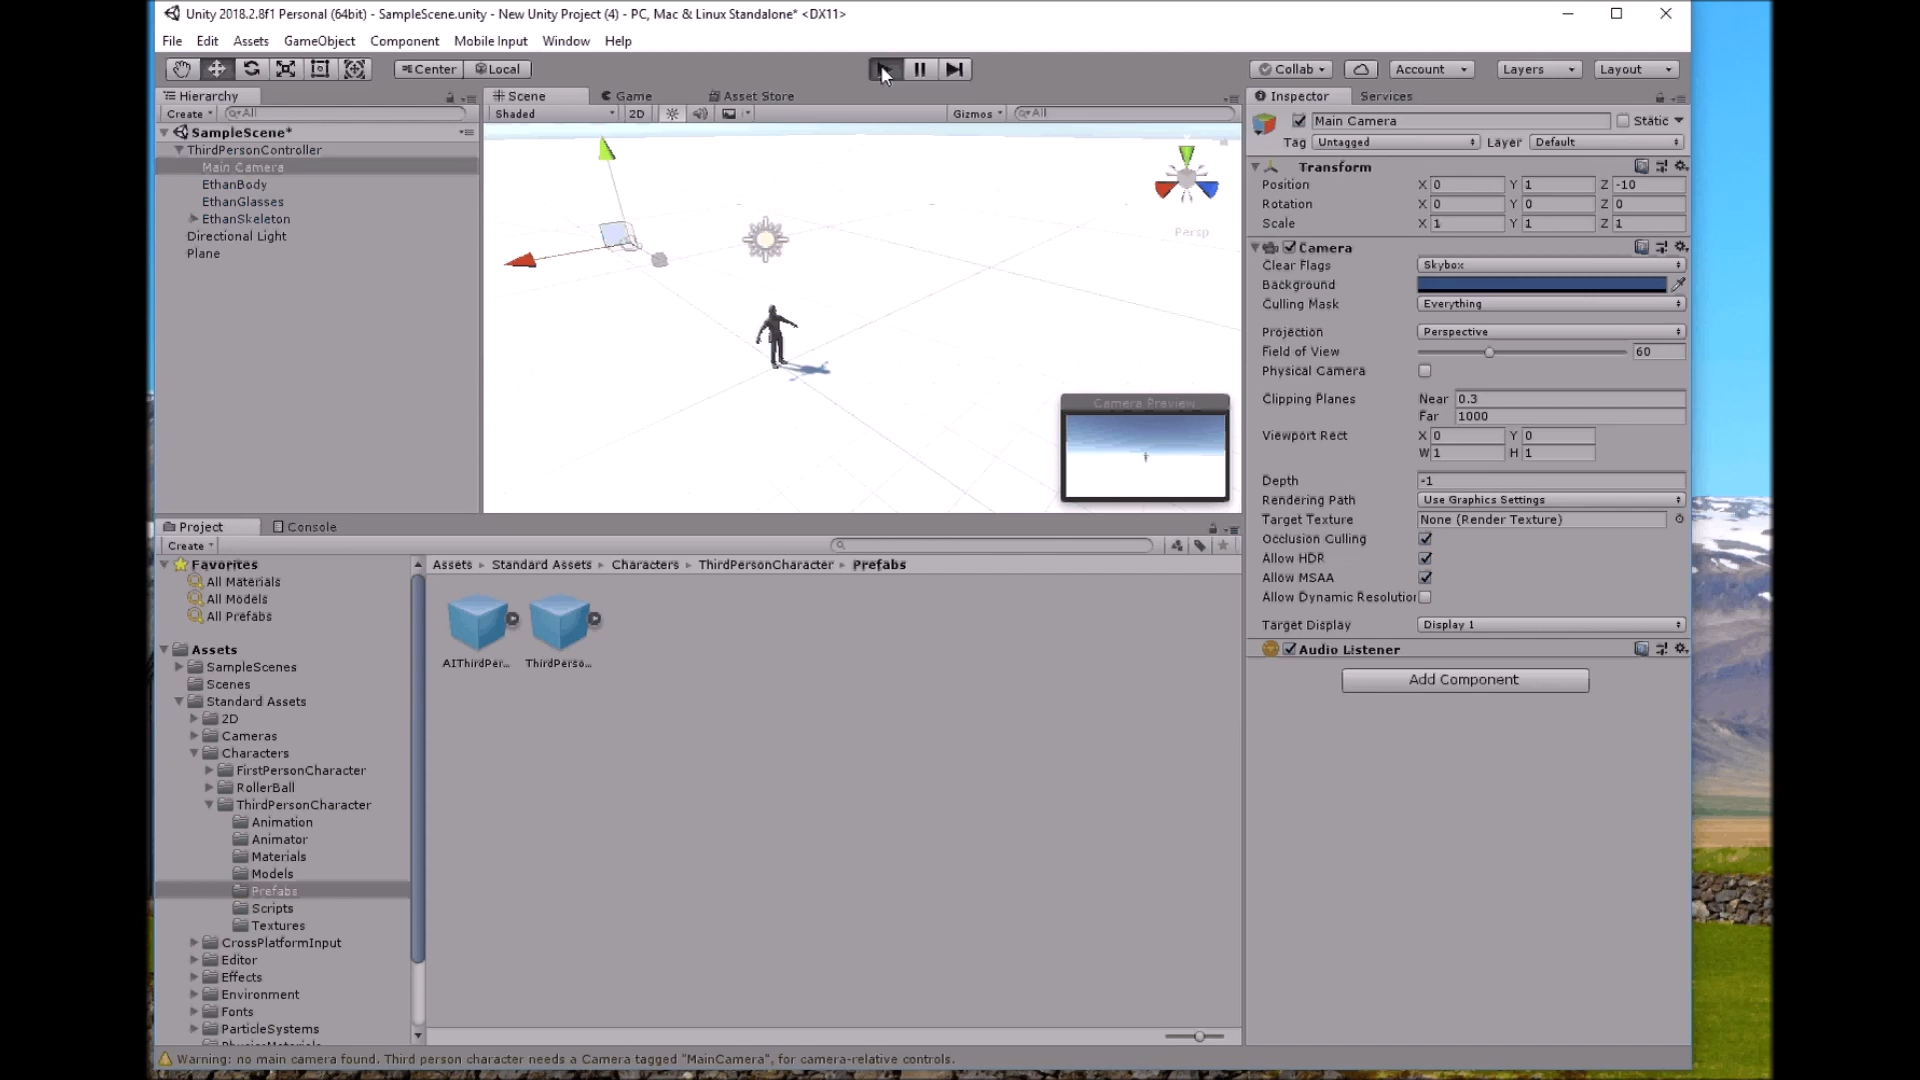 Unity 2018.2.8f1 Personal (64bit) - SampleScene.unity - New Unity Project (4) - PC, Mac & Linux Standalone* <DX11>
File Edit Assets GameObject Component Mobile Input Window Help
Center Local Collab Account Layers Layout
Hierarchy
Create All
SampleScene*
ThirdPersonController
Main Camera
EthanBody
EthanGlasses
EthanSkeleton
Directional Light
Plane
Scene Game Asset Store
Shaded 2D Gizmos All
Persp
Camera Preview
Inspector Services
Main Camera Static
Tag Untagged Layer Default
Transform
Position X 0 Y 1 Z -10
Rotation X 0 Y 0 Z 0
Scale X 1 Y 1 Z 1
Camera
Clear Flags Skybox
Background
Culling Mask Everything
Projection Perspective
Field of View 60
Physical Camera
Clipping Planes Near 0.3
Far 1000
Viewport Rect X 0 Y 0
W 1 H 1
Depth -1
Rendering Path Use Graphics Settings
Target Texture None (Render Texture)
Occlusion Culling
Allow HDR
Allow MSAA
Allow Dynamic Resolution
Target Display Display 1
Audio Listener
Add Component
Project Console
Create
Favorites
All Materials
All Models
All Prefabs
Assets
SampleScenes
Scenes
Standard Assets
2D
Cameras
Characters
FirstPersonCharacter
RollerBall
ThirdPersonCharacter
Animation
Animator
Materials
Models
Prefabs
Scripts
Textures
CrossPlatformInput
Editor
Effects
Environment
Fonts
ParticleSystems
Assets Standard Assets Characters ThirdPersonCharacter Prefabs
AIThirdPer... ThirdPerso...
Warning: no main camera found. Third person character needs a Camera tagged "MainCamera", for camera-relative controls.